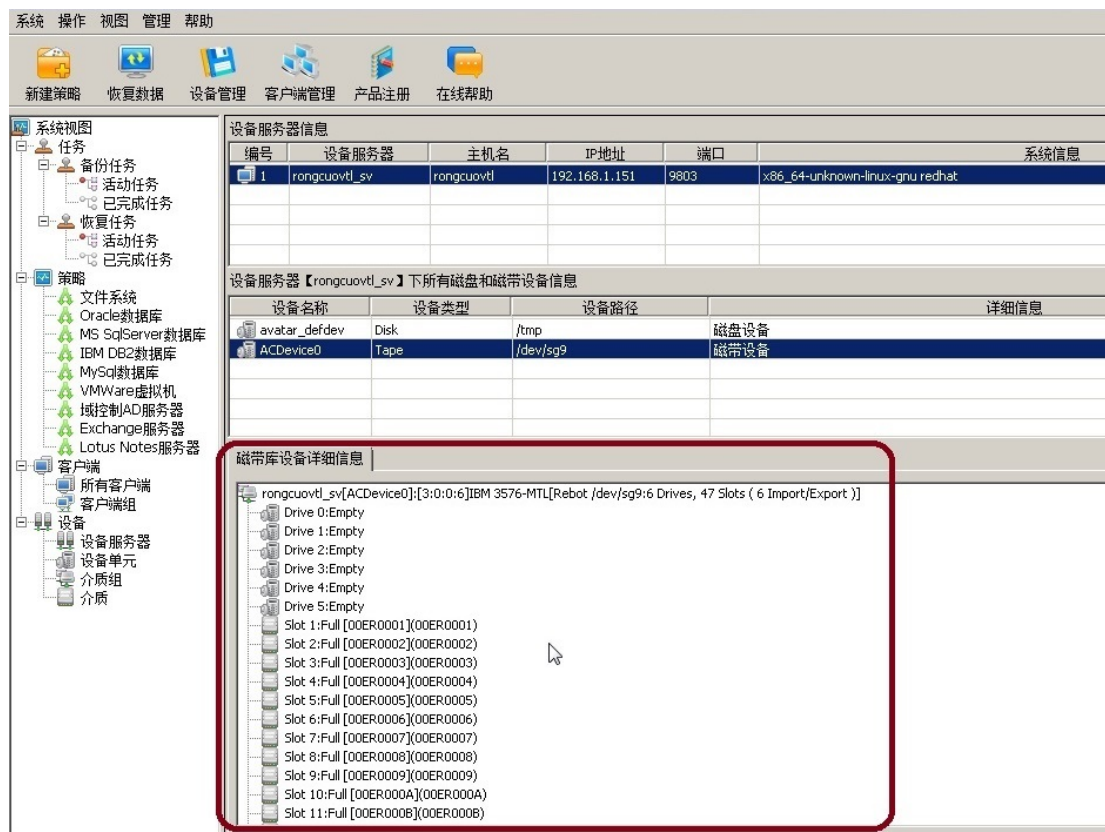 系统 操作 视图 管理 帮助
新建策略 恢复数据 设备管理 客户端管理 产品注册 在线帮助
系统视图
任务
备份任务
活动任务
已完成任务
恢复任务
活动任务
已完成任务
策略
文件系统
Oracle数据库
MS SqlServer数据库
IBM DB2数据库
MySql数据库
VMWare虚拟机
域控制AD服务器
Exchange服务器
Lotus Notes服务器
客户端
所有客户端
客户端组
设备
设备服务器
设备单元
介质组
介质
设备服务器信息
编号 设备服务器 主机名 IP地址 端口 系统信息
1 rongcuovtl_sv rongcuovtl 192.168.1.151 9803 x86_64-unknown-linux-gnu redhat
设备服务器【rongcuovtl_sv】下所有磁盘和磁带设备信息
设备名称 设备类型 设备路径 详细信息
avatar_defdev Disk /tmp 磁盘设备
ACDevice0 Tape /dev/sg9 磁带设备
磁带库设备详细信息
rongcuovtl_sv[ACDevice0]:[3:0:0:6]IBM 3576-MTL[Rebot /dev/sg9:6 Drives, 47 Slots ( 6 Import/Export )]
Drive 0:Empty
Drive 1:Empty
Drive 2:Empty
Drive 3:Empty
Drive 4:Empty
Drive 5:Empty
Slot 1:Full [00ER0001](00ER0001)
Slot 2:Full [00ER0002](00ER0002)
Slot 3:Full [00ER0003](00ER0003)
Slot 4:Full [00ER0004](00ER0004)
Slot 5:Full [00ER0005](00ER0005)
Slot 6:Full [00ER0006](00ER0006)
Slot 7:Full [00ER0007](00ER0007)
Slot 8:Full [00ER0008](00ER0008)
Slot 9:Full [00ER0009](00ER0009)
Slot 10:Full [00ER000A](00ER000A)
Slot 11:Full [00ER000B](00ER000B)